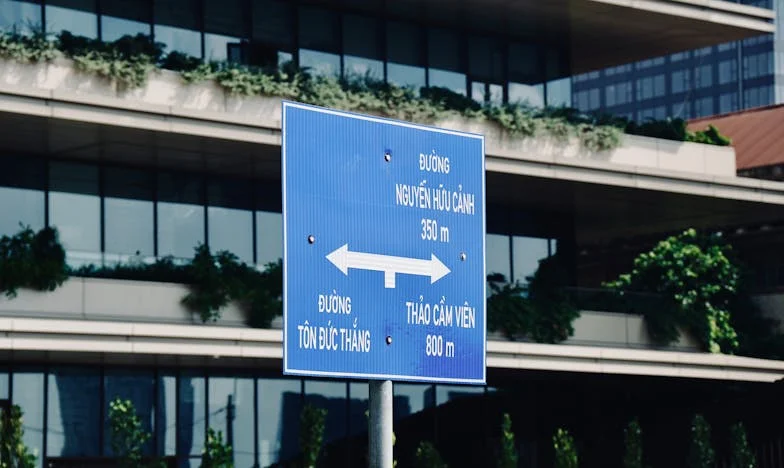 ĐƯỜNG
NGUYỄN HỮU CẢNH
350 m
ĐƯỜNG
TÔN ĐỨC THẮNG
THẢO CẦM VIÊN
800 m